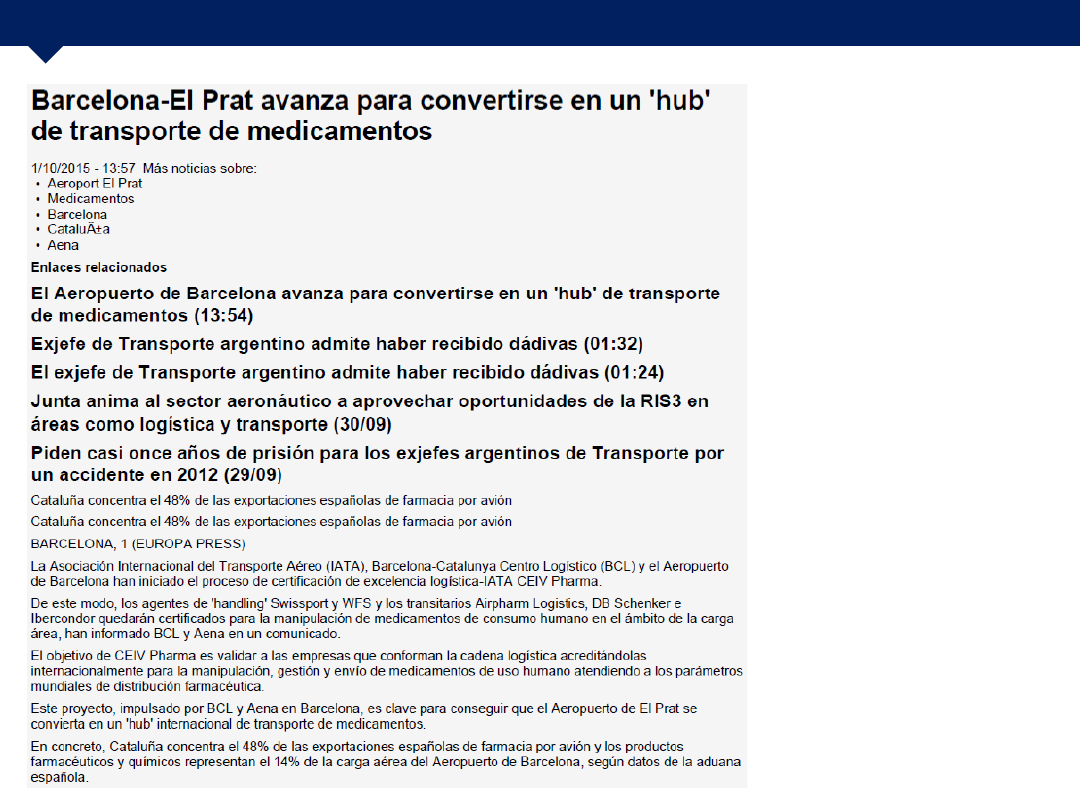 Barcelona-El Prat avanza para convertirse en un 'hub'
de transporte de medicamentos
1/10/2015 - 13:57 Más noticias sobre:
• Aeroport El Prat
• Medicamentos
• Barcelona
• CataluÃ±a
• Aena
Enlaces relacionados
El Aeropuerto de Barcelona avanza para convertirse en un 'hub' de transporte
de medicamentos (13:54)
Exjefe de Transporte argentino admite haber recibido dádivas (01:32)
El exjefe de Transporte argentino admite haber recibido dádivas (01:24)
Junta anima al sector aeronáutico a aprovechar oportunidades de la RIS3 en
áreas como logística y transporte (30/09)
Piden casi once años de prisión para los exjefes argentinos de Transporte por
un accidente en 2012 (29/09)
Cataluña concentra el 48% de las exportaciones españolas de farmacia por avión
Cataluña concentra el 48% de las exportaciones españolas de farmacia por avión
BARCELONA, 1 (EUROPA PRESS)
La Asociación Internacional del Transporte Aéreo (IATA), Barcelona-Catalunya Centro Logístico (BCL) y el Aeropuerto
de Barcelona han iniciado el proceso de certificación de excelencia logística-IATA CEIV Pharma.
De este modo, los agentes de 'handling' Swissport y WFS y los transitarios Airpharm Logistics, DB Schenker e
Ibercondor quedarán certificados para la manipulación de medicamentos de consumo humano en el ámbito de la carga
área, han informado BCL y Aena en un comunicado.
El objetivo de CEIV Pharma es validar a las empresas que conforman la cadena logística acreditándolas
internacionalmente para la manipulación, gestión y envío de medicamentos de uso humano atendiendo a los parámetros
mundiales de distribución farmacéutica.
Este proyecto, impulsado por BCL y Aena en Barcelona, es clave para conseguir que el Aeropuerto de El Prat se
convierta en un 'hub' internacional de transporte de medicamentos.
En concreto, Cataluña concentra el 48% de las exportaciones españolas de farmacia por avión y los productos
farmacéuticos y químicos representan el 14% de la carga aérea del Aeropuerto de Barcelona, según datos de la aduana
española.